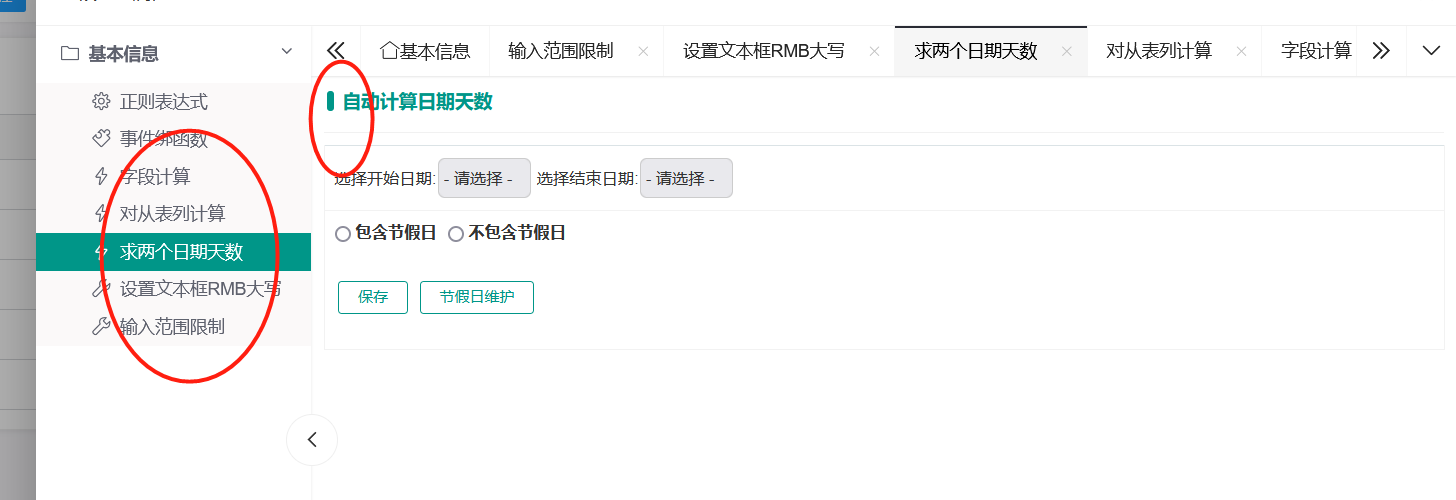 基本信息
正则表达式
事件绑函数
字段计算
对从表列计算
求两个日期天数
设置文本框RMB大写
输入范围限制
基本信息 输入范围限制 设置文本框RMB大写 求两个日期天数 对从表列计算 字段计算
自动计算日期天数
选择开始日期: - 请选择 - 选择结束日期: - 请选择 -
包含节假日 不包含节假日
保存 节假日维护